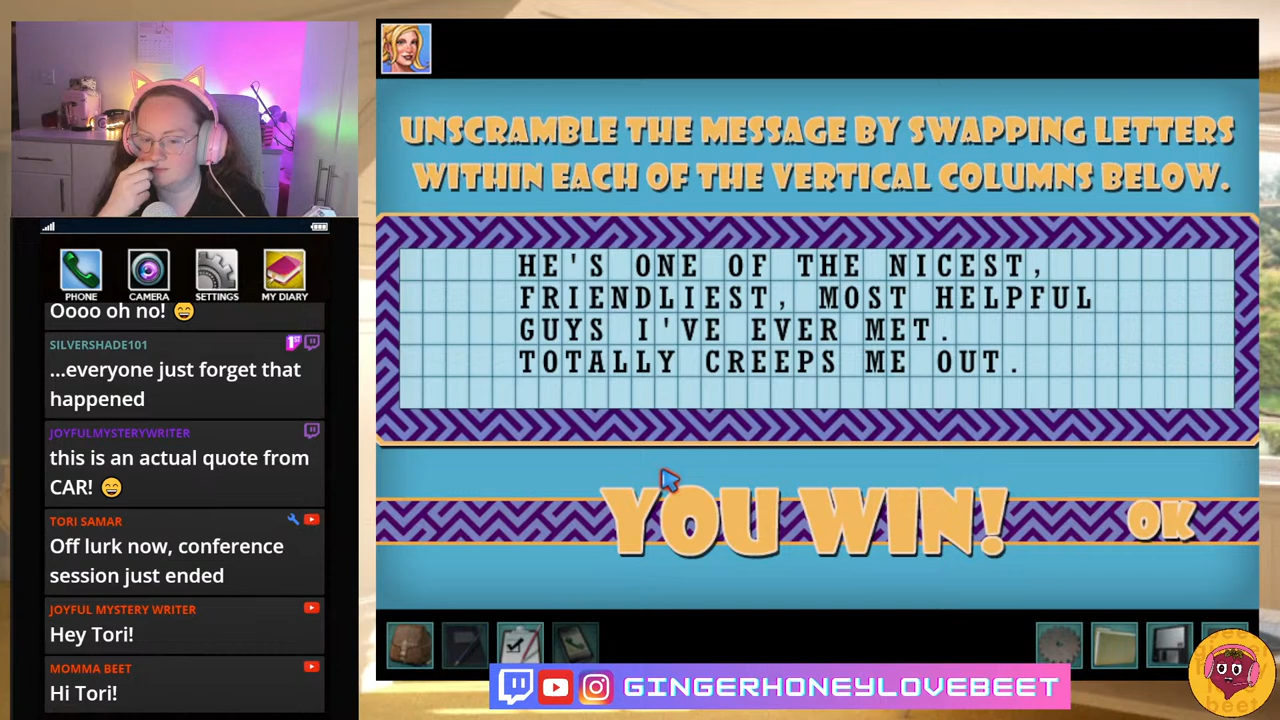 UNSCRAMBLE THE MESSAGE BY SWAPPING LETTERS
WITHIN EACH OF THE VERTICAL COLUMNS BELOW.
HE'S ONE OF THE NICEST,
FRIENDLIEST, MOST HELPFUL
GUYS I'VE EVER MET.
TOTALLY CREEPS ME OUT.
YOU WIN!
OK
PHONE
CAMERA
SETTINGS
MY DIARY
Oooo oh no! 😄
SILVERSHADE101
1ST
...everyone just forget that
happened
JOYFULMYSTERYWRITER
this is an actual quote from
CAR! 😄
TORI SAMAR
Off lurk now, conference
session just ended
JOYFUL MYSTERY WRITER
Hey Tori!
MOMMA BEET
Hi Tori!
GINGERHONEYLOVEBEET